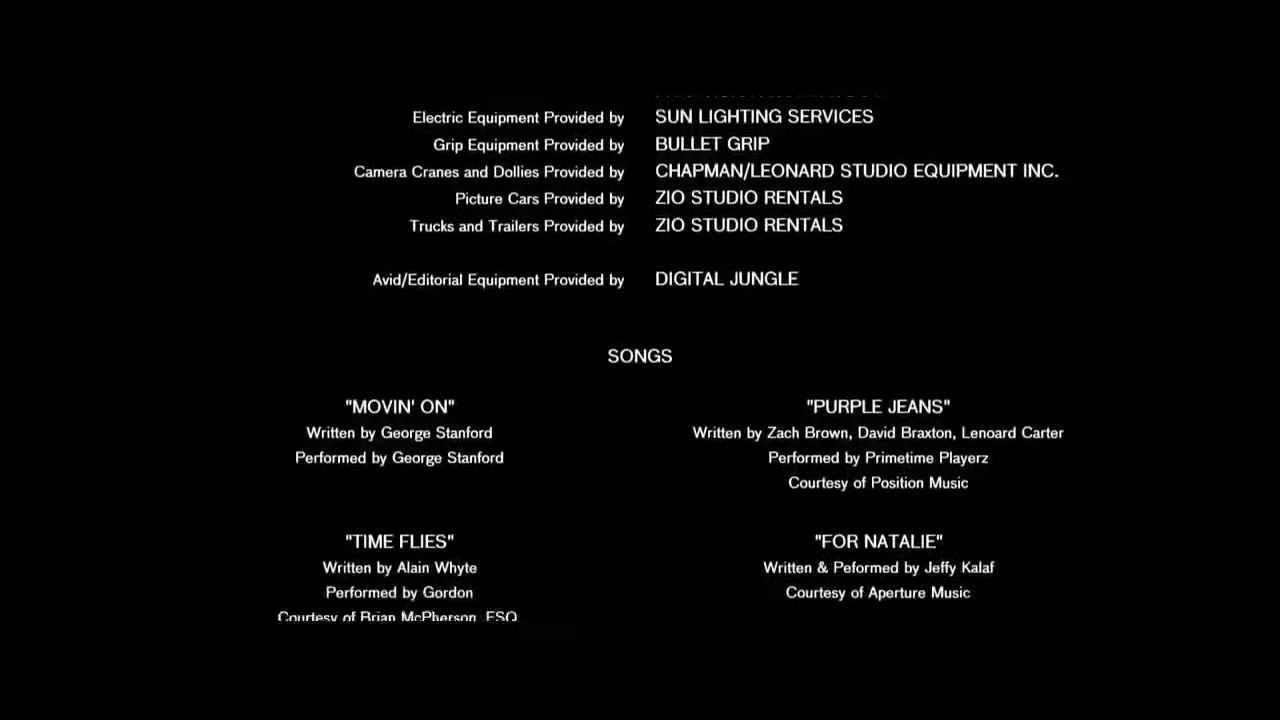 Electric Equipment Provided by SUN LIGHTING SERVICES
Grip Equipment Provided by BULLET GRIP
Camera Cranes and Dollies Provided by CHAPMAN/LEONARD STUDIO EQUIPMENT INC.
Picture Cars Provided by ZIO STUDIO RENTALS
Trucks and Trailers Provided by ZIO STUDIO RENTALS
Avid/Editorial Equipment Provided by DIGITAL JUNGLE
SONGS
"MOVIN' ON"
Written by George Stanford
Performed by George Stanford
"PURPLE JEANS"
Written by Zach Brown, David Braxton, Lenoard Carter
Performed by Primetime Playerz
Courtesy of Position Music
"TIME FLIES"
Written by Alain Whyte
Performed by Gordon
Courtesy of Brian McPherson, ESQ.
"FOR NATALIE"
Written & Peformed by Jeffy Kalaf
Courtesy of Aperture Music